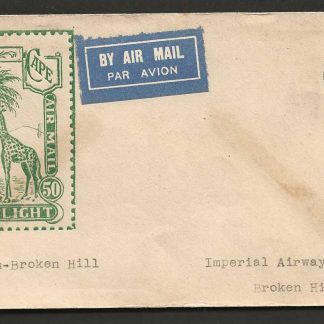 CAPE
AIR MAIL
50
LIGHT
BY AIR MAIL
PAR AVION
-Broken Hill
Imperial Airway
Broken Hi